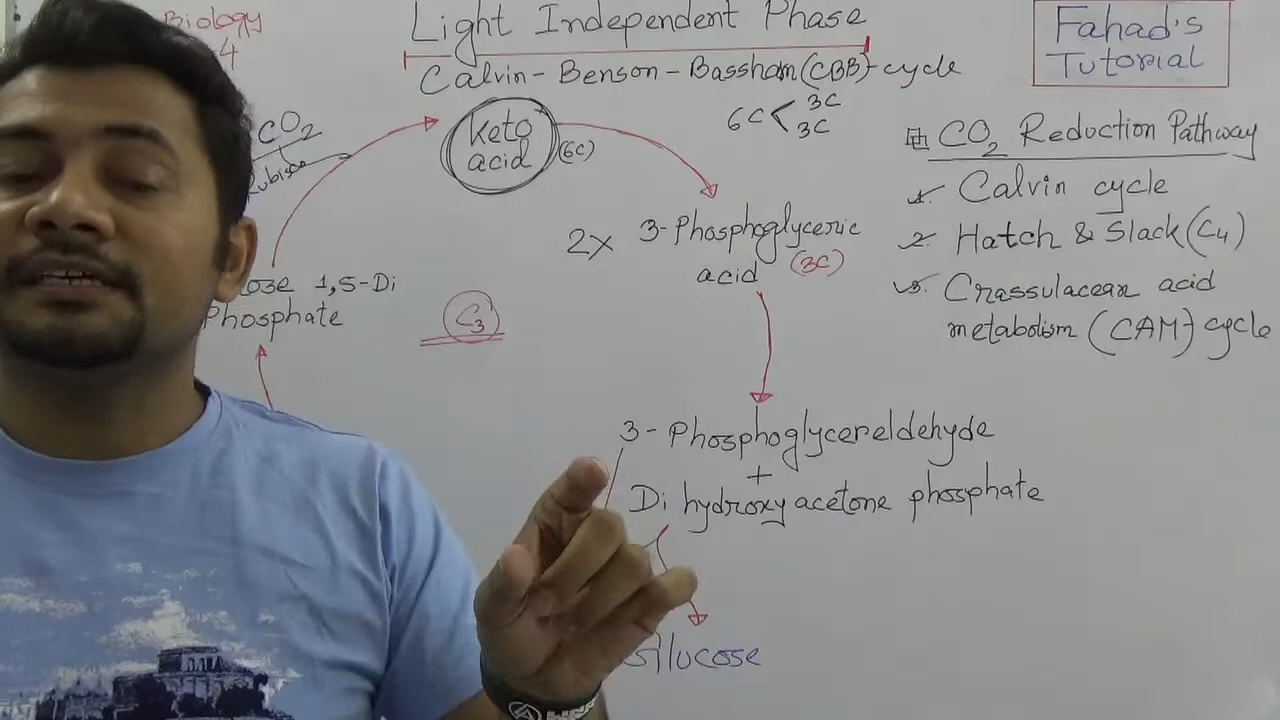 Biology
4
Light Independent Phase
Calvin-Benson-Bassham (CBB) cycle
Fahad's
Tutorial
CO2
keto
acid
(6C)
6C < 3C
3C
CO2 Reduction Pathway
1. Calvin cycle
2. Hatch & Slack (C4)
3. Crassulacean acid
metabolism (CAM) cycle
2x 3-Phosphoglyceric
acid (3C)
1,5-Di
Phosphate
C3
3-Phosphoglycereldehyde
+
Di hydroxy acetone phosphate
Glucose